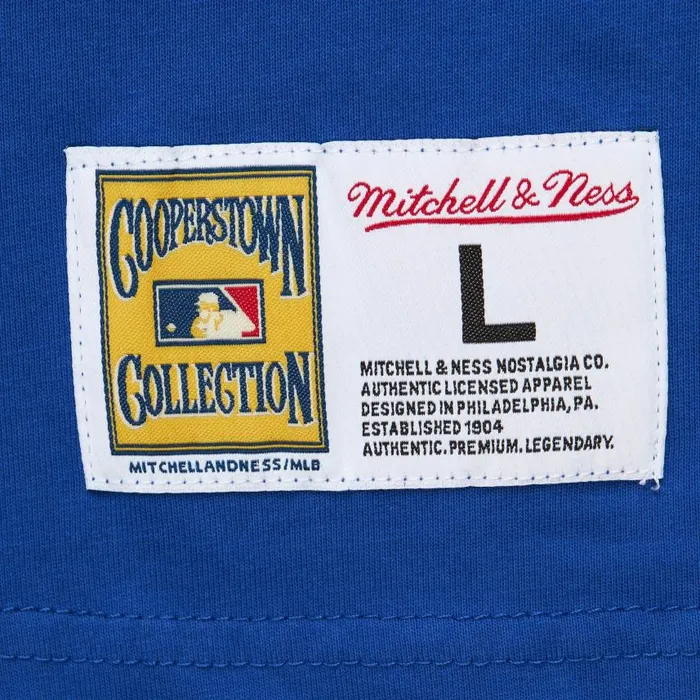 COOPERSTOWN
COLLECTION
MITCHELLANDNESS/MLB
Mitchell & Ness
L
MITCHELL & NESS NOSTALGIA CO.
AUTHENTIC LICENSED APPAREL
DESIGNED IN PHILADELPHIA, PA.
ESTABLISHED 1904
AUTHENTIC. PREMIUM. LEGENDARY.